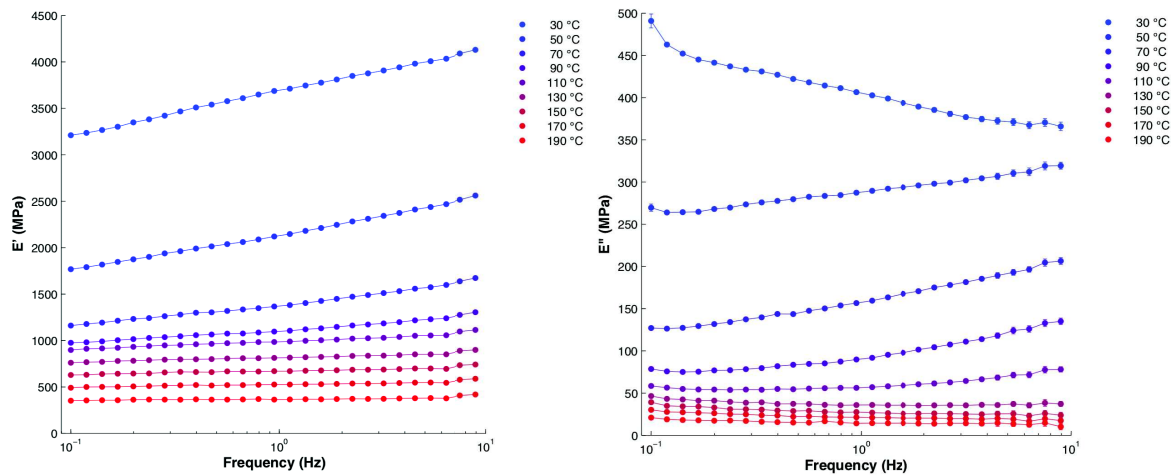 4500
4000
3500
3000
2500
2000
1500
1000
500
0
E' (MPa)
10⁻¹
10⁰
10¹
Frequency (Hz)
30 °C
50 °C
70 °C
90 °C
110 °C
130 °C
150 °C
170 °C
190 °C
500
450
400
350
300
250
200
150
100
50
0
E" (MPa)
10⁻¹
10⁰
10¹
Frequency (Hz)
30 °C
50 °C
70 °C
90 °C
110 °C
130 °C
150 °C
170 °C
190 °C